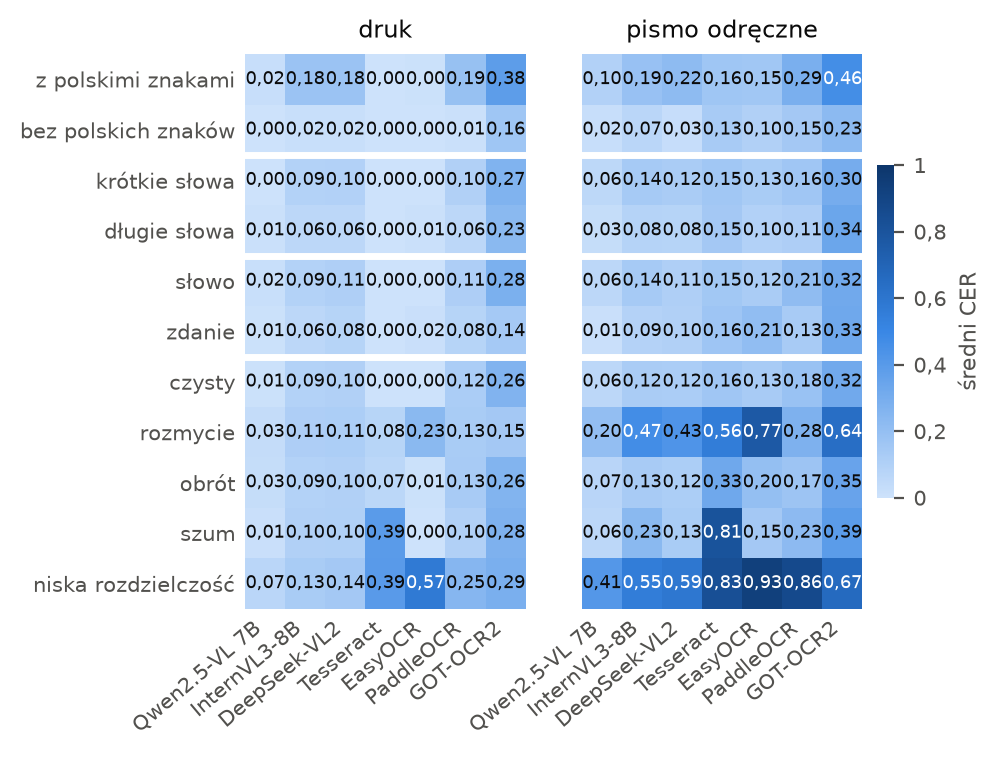 druk
pismo odręczne
z polskimi znakami 0,02 0,18 0,18 0,00 0,00 0,19 0,38 0,10 0,19 0,22 0,16 0,15 0,29 0,46
bez polskich znaków 0,00 0,02 0,02 0,00 0,00 0,01 0,16 0,02 0,07 0,03 0,13 0,10 0,15 0,23
krótkie słowa 0,00 0,09 0,10 0,00 0,00 0,10 0,27 0,06 0,14 0,12 0,15 0,13 0,16 0,30
długie słowa 0,01 0,06 0,06 0,00 0,01 0,06 0,23 0,03 0,08 0,08 0,15 0,10 0,11 0,34
słowo 0,02 0,09 0,11 0,00 0,00 0,11 0,28 0,06 0,14 0,11 0,15 0,12 0,21 0,32
zdanie 0,01 0,06 0,08 0,00 0,02 0,08 0,14 0,01 0,09 0,10 0,16 0,21 0,13 0,33
czysty 0,01 0,09 0,10 0,00 0,00 0,12 0,26 0,06 0,12 0,12 0,16 0,13 0,18 0,32
rozmycie 0,03 0,11 0,11 0,08 0,23 0,13 0,15 0,20 0,47 0,43 0,56 0,77 0,28 0,64
obrót 0,03 0,09 0,10 0,07 0,01 0,13 0,26 0,07 0,13 0,12 0,33 0,20 0,17 0,35
szum 0,01 0,10 0,10 0,39 0,00 0,10 0,28 0,06 0,23 0,13 0,81 0,15 0,23 0,39
niska rozdzielczość 0,07 0,13 0,14 0,39 0,57 0,25 0,29 0,41 0,55 0,59 0,83 0,93 0,86 0,67
Qwen2.5-VL 7B
InternVL3-8B
DeepSeek-VL2
Tesseract
EasyOCR
PaddleOCR
GOT-OCR2
Qwen2.5-VL 7B
InternVL3-8B
DeepSeek-VL2
Tesseract
EasyOCR
PaddleOCR
GOT-OCR2
1
0,8
0,6
0,4
0,2
0
średni CER